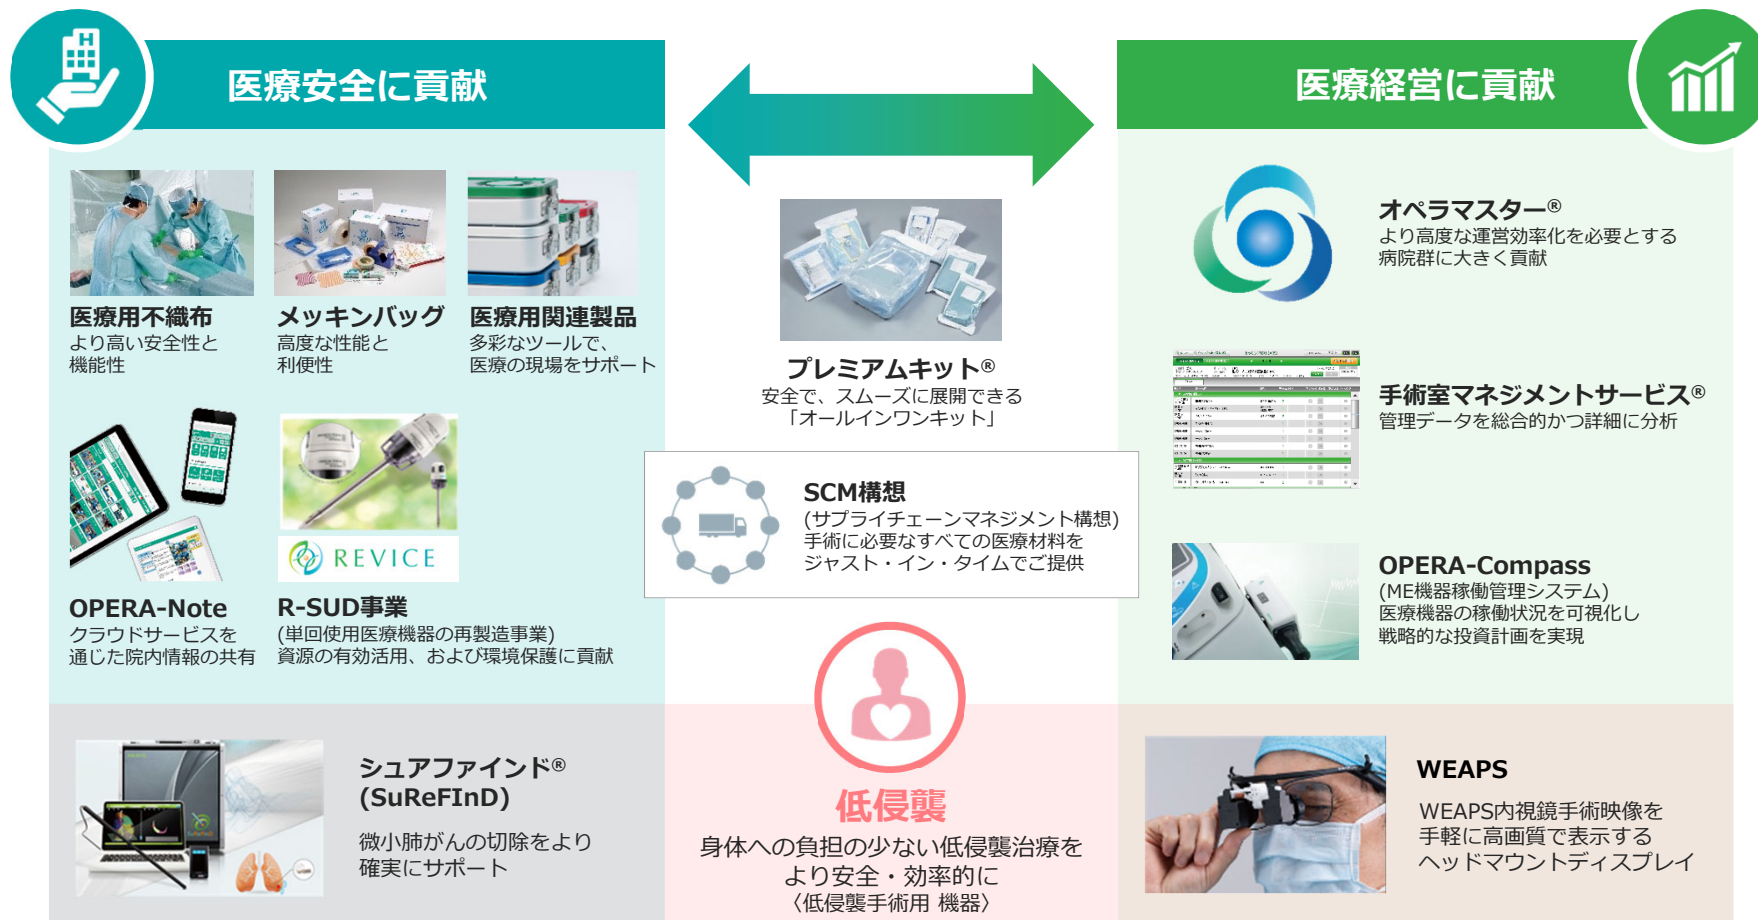 医療安全に貢献
医療経営に貢献
医療用不織布
より高い安全性と
機能性
メッキンバッグ
高度な性能と
利便性
医療用関連製品
多彩なツールで、
医療の現場をサポート
OPERA-Note
クラウドサービスを
通じた院内情報の共有
REVICE
R-SUD事業
(単回使用医療機器の再製造事業)
資源の有効活用、および環境保護に貢献
プレミアムキット®
安全で、スムーズに展開できる
「オールインワンキット」
SCM構想
(サプライチェーンマネジメント構想)
手術に必要なすべての医療材料を
ジャスト・イン・タイムでご提供
オペラマスター®
より高度な運営効率化を必要とする
病院群に大きく貢献
手術室マネジメントサービス®
管理データを総合的かつ詳細に分析
OPERA-Compass
(ME機器稼働管理システム)
医療機器の稼働状況を可視化し
戦略的な投資計画を実現
シュアファインド®
(SuReFInD)
微小肺がんの切除をより
確実にサポート
低侵襲
身体への負担の少ない低侵襲治療を
より安全・効率的に
〈低侵襲手術用 機器〉
WEAPS
WEAPS内視鏡手術映像を
手軽に高画質で表示する
ヘッドマウントディスプレイ